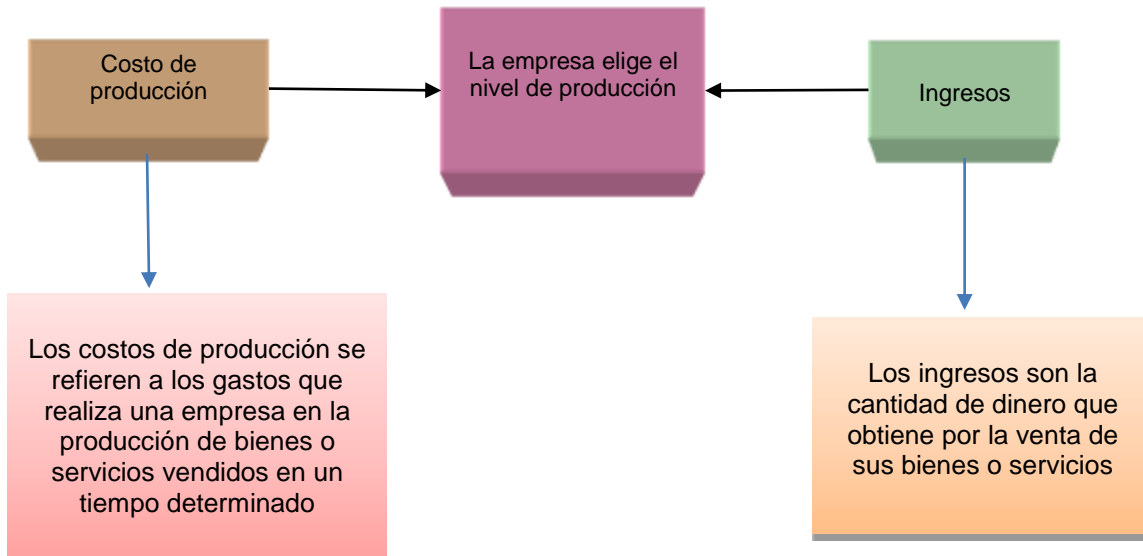 Costo de
producción
La empresa elige el
nivel de producción
Ingresos
Los costos de producción se
refieren a los gastos que
realiza una empresa en la
producción de bienes o
servicios vendidos en un
tiempo determinado
Los ingresos son la
cantidad de dinero que
obtiene por la venta de
sus bienes o servicios